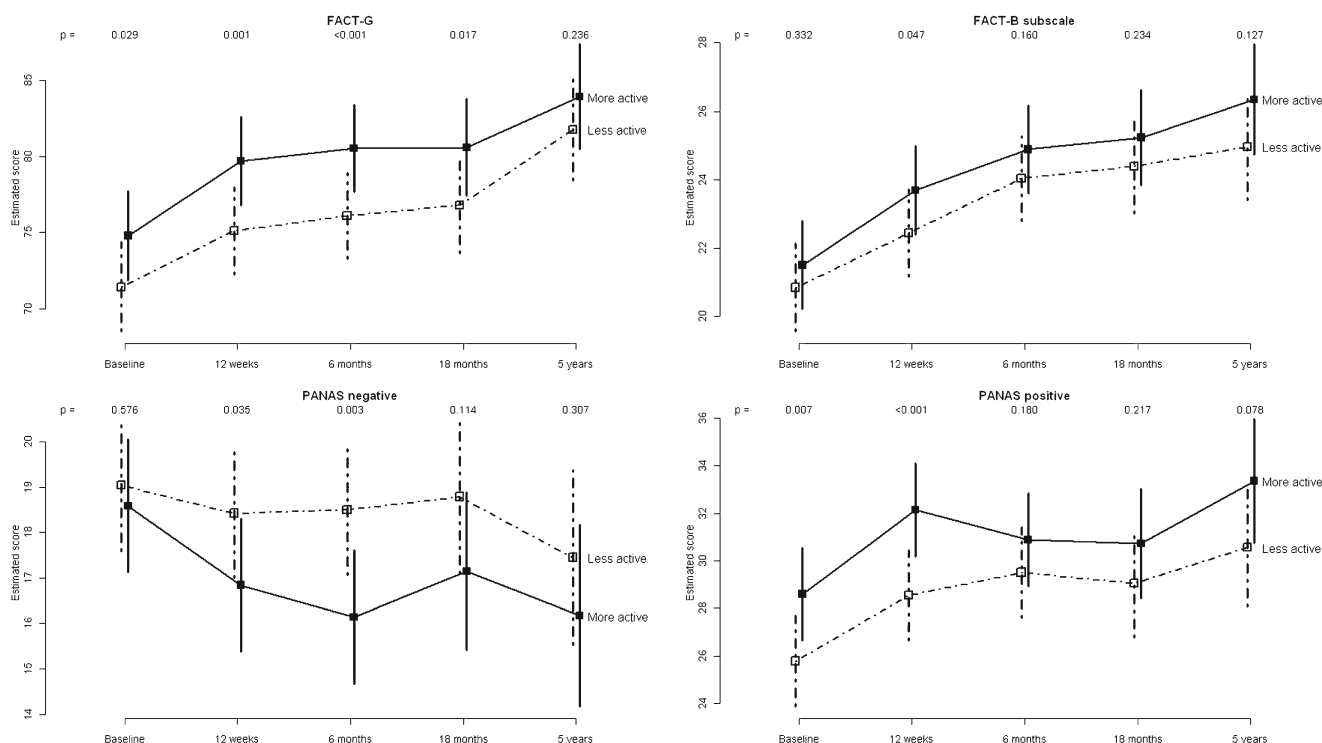 FACT-G
p = 0.029 0.001 <0.001 0.017 0.236
85
80
75
70
Estimated score
More active
Less active
Baseline 12 weeks 6 months 18 months 5 years
FACT-B subscale
p = 0.332 0.047 0.160 0.234 0.127
28
26
24
22
20
Estimated score
More active
Less active
Baseline 12 weeks 6 months 18 months 5 years
PANAS negative
p = 0.576 0.035 0.003 0.114 0.307
20
19
18
17
16
15
14
Estimated score
Less active
More active
Baseline 12 weeks 6 months 18 months 5 years
PANAS positive
p = 0.007 <0.001 0.180 0.217 0.078
36
34
32
30
28
26
24
Estimated score
More active
Less active
Baseline 12 weeks 6 months 18 months 5 years